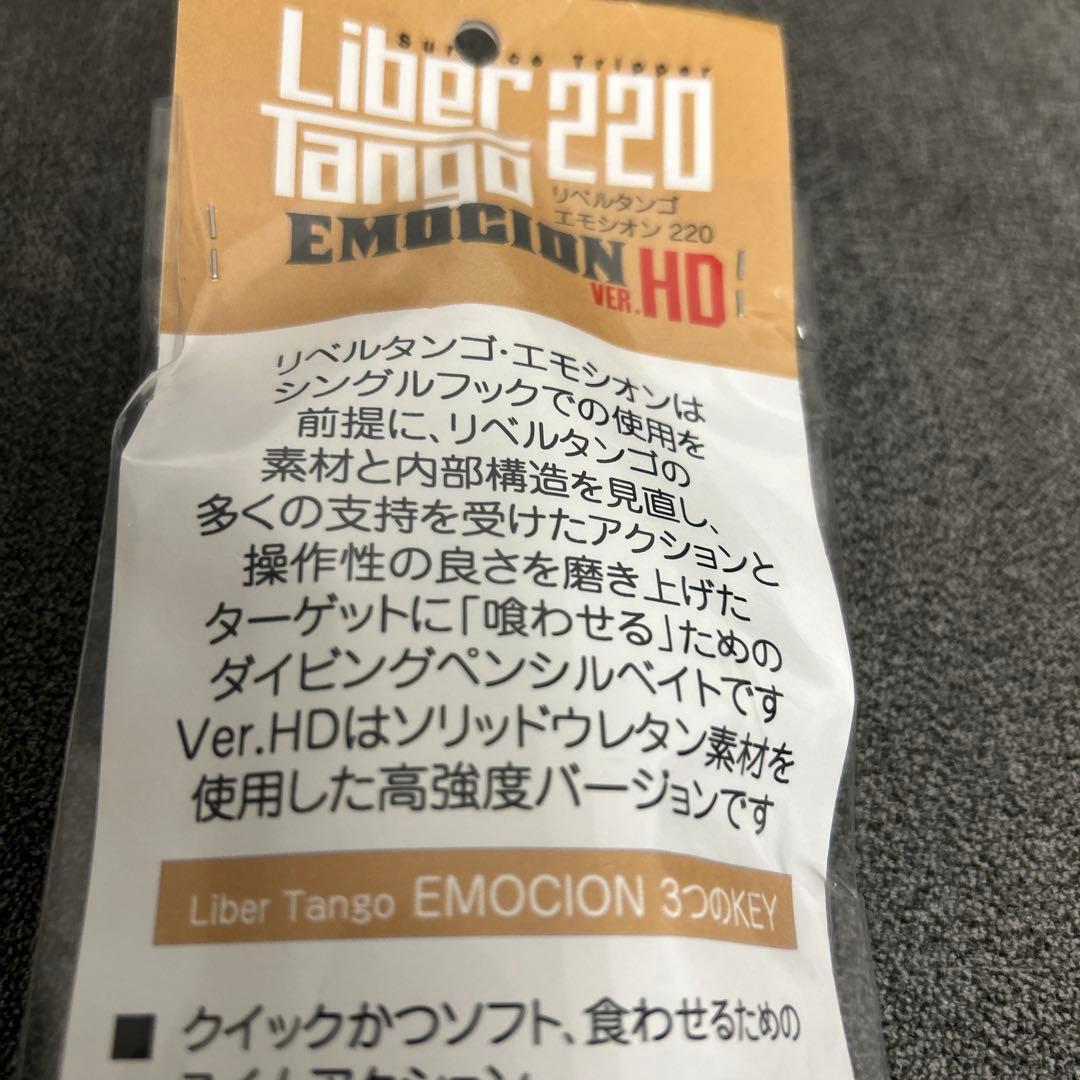 Surface Tripper
Liber
Tango 220
リベルタンゴ
エモシオン 220
EMOCION
VER.HD
リベルタンゴ・エモシオンは
シングルフックでの使用を
前提に、リベルタンゴの
素材と内部構造を見直し、
多くの支持を受けたアクションと
操作性の良さを磨き上げた
ターゲットに「喰わせる」ための
ダイビングペンシルベイトです
Ver.HDはソリッドウレタン素材を
使用した高強度バージョンです
Liber Tango EMOCION 3つのKEY
■ クイックかつソフト、食わせるための